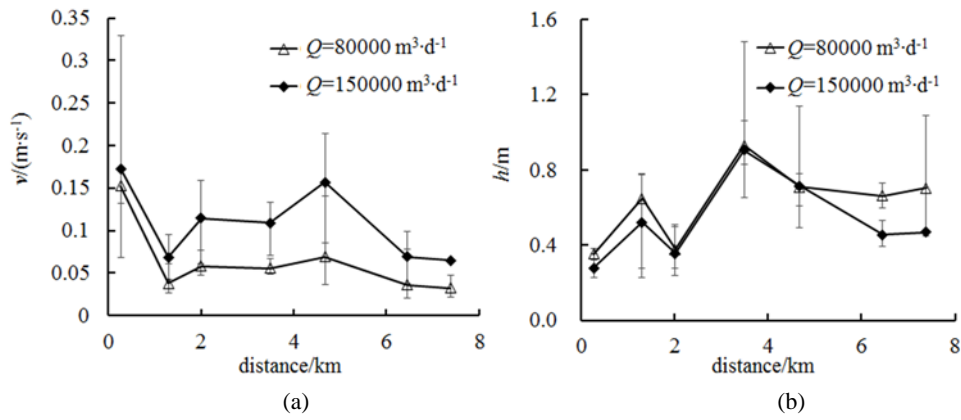 (a)
(b)
0.35
0.3
0.25
0.2
0.15
0.1
0.05
0
v/(m·s⁻¹)
Q=80000 m³·d⁻¹
Q=150000 m³·d⁻¹
0 2 4 6 8
distance/km
1.6
1.2
0.8
0.4
0.0
h/m
Q=80000 m³·d⁻¹
Q=150000 m³·d⁻¹
0 2 4 6 8
distance/km
(a)
(b)